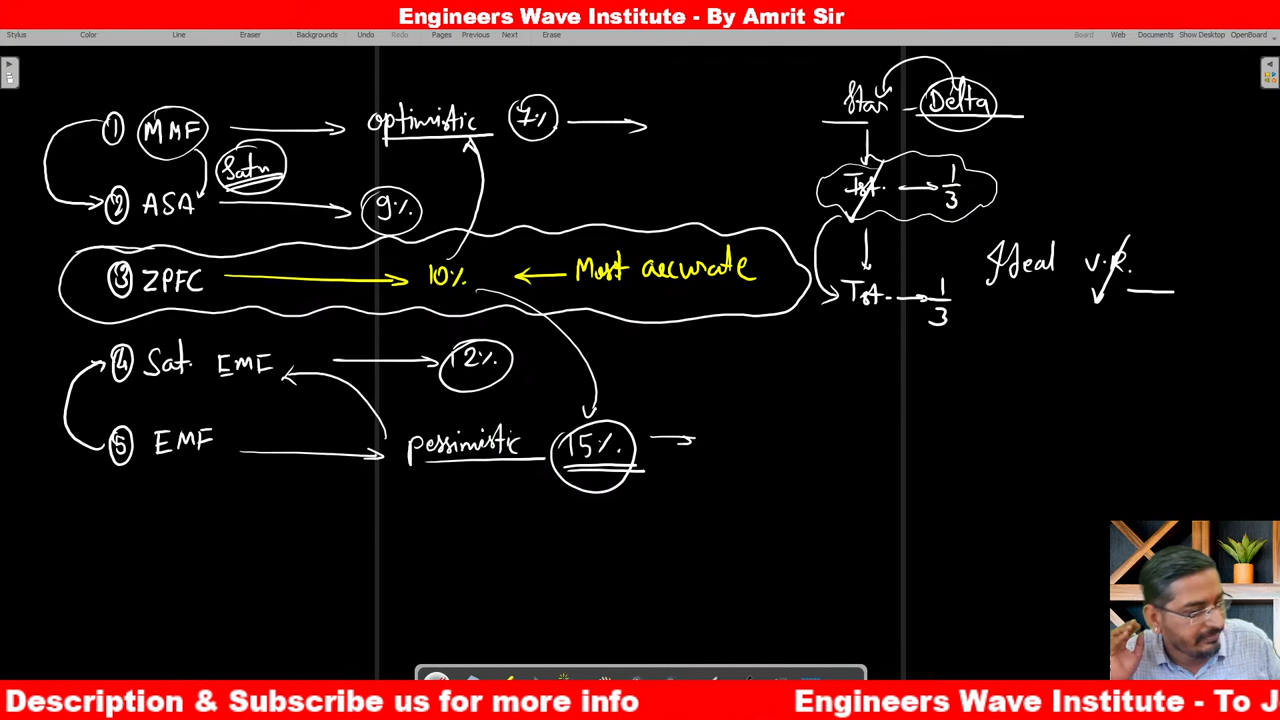 Engineers Wave Institute - By Amrit Sir
Stylus Color Line Eraser Backgrounds Undo Redo Pages Previous Next Erase Board Web Documents Show Desktop OpenBoard
① MMF optimistic 7%
Satn
② ASA 9%
③ ZPFC 10% Most accurate
④ Sat. EMF 12%
⑤ EMF pessimistic 15%
Star - Delta
Ist. 1/3
Tst. 1/3
Ideal V.R.
Description & Subscribe us for more info Engineers Wave Institute - To J